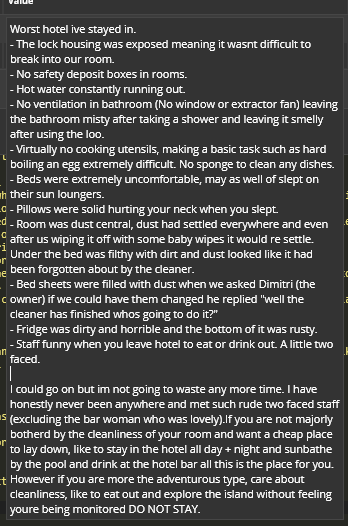 Value
Worst hotel ive stayed in.
- The lock housing was exposed meaning it wasnt difficult to
break into our room.
- No safety deposit boxes in rooms.
- Hot water constantly running out.
- No ventilation in bathroom (No window or extractor fan) leaving
the bathroom misty after taking a shower and leaving it smelly
after using the loo.
- Virtually no cooking utensils, making a basic task such as hard
boiling an egg extremely difficult. No sponge to clean any dishes.
- Beds were extremely uncomfortable, may as well of slept on
their sun loungers.
- Pillows were solid hurting your neck when you slept.
- Room was dust central, dust had settled everywhere and even
after us wiping it off with some baby wipes it would re settle.
Under the bed was filthy with dirt and dust looked like it had
been forgotten about by the cleaner.
- Bed sheets were filled with dust when we asked Dimitri (the
owner) if we could have them changed he replied "well the
cleaner has finished whos going to do it?"
- Fridge was dirty and horrible and the bottom of it was rusty.
- Staff funny when you leave hotel to eat or drink out. A little two
faced.
I could go on but im not going to waste any more time. I have
honestly never been anywhere and met such rude two faced staff
(excluding the bar woman who was lovely).If you are not majorly
botherd by the cleanliness of your room and want a cheap place
to lay down, like to stay in the hotel all day + night and sunbathe
by the pool and drink at the hotel bar all this is the place for you.
However if you are more the adventurous type, care about
cleanliness, like to eat out and explore the island without feeling
youre being monitored DO NOT STAY.